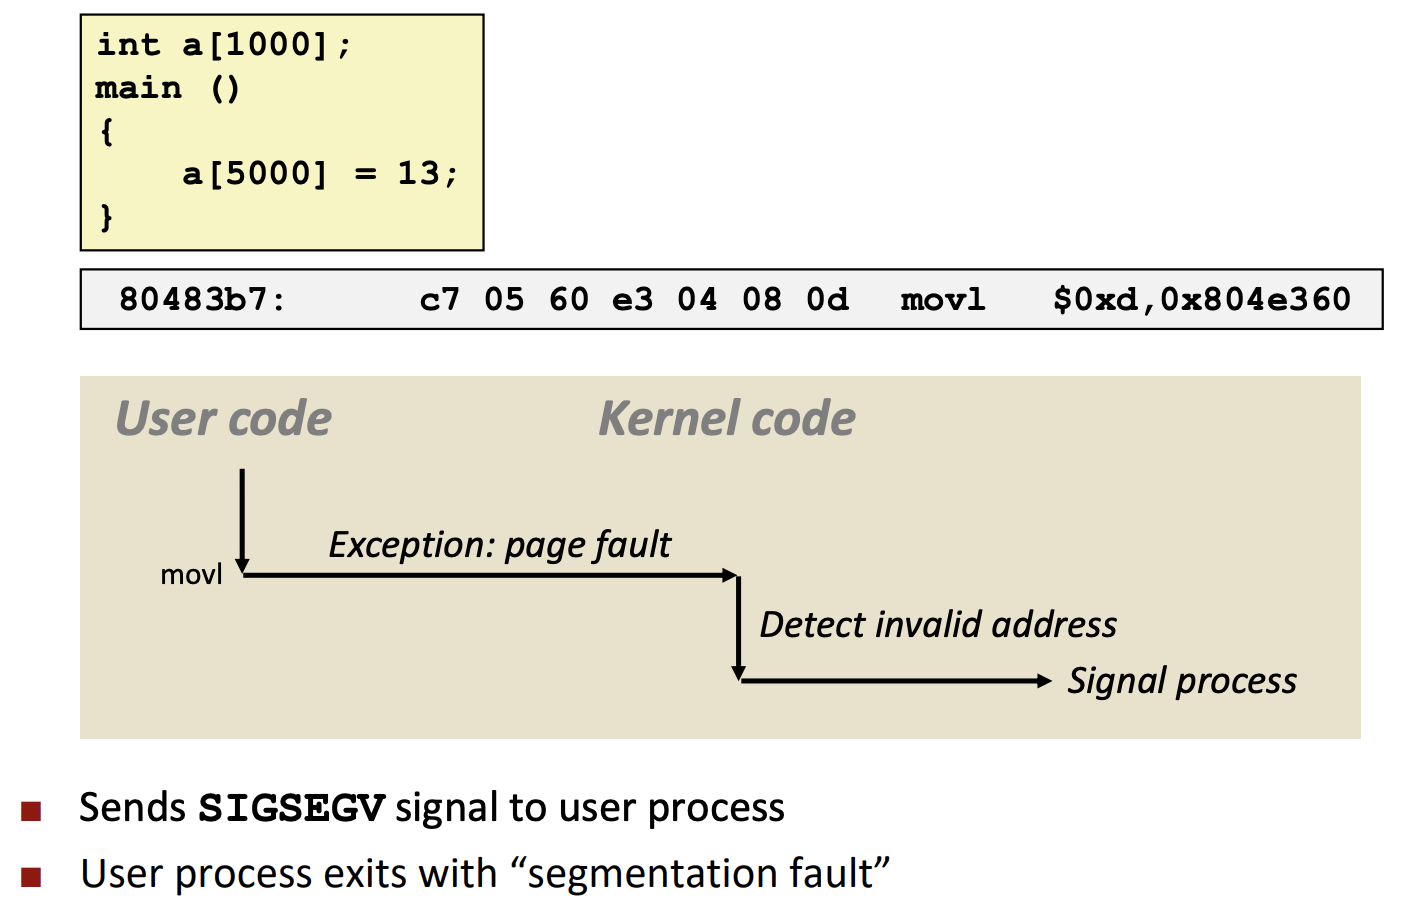 int a[1000];
main ()
{
    a[5000] = 13;
}
80483b7: c7 05 60 e3 04 08 0d movl $0xd,0x804e360
User code Kernel code
Exception: page fault
movl
Detect invalid address
Signal process
Sends SIGSEGV signal to user process
User process exits with “segmentation fault”